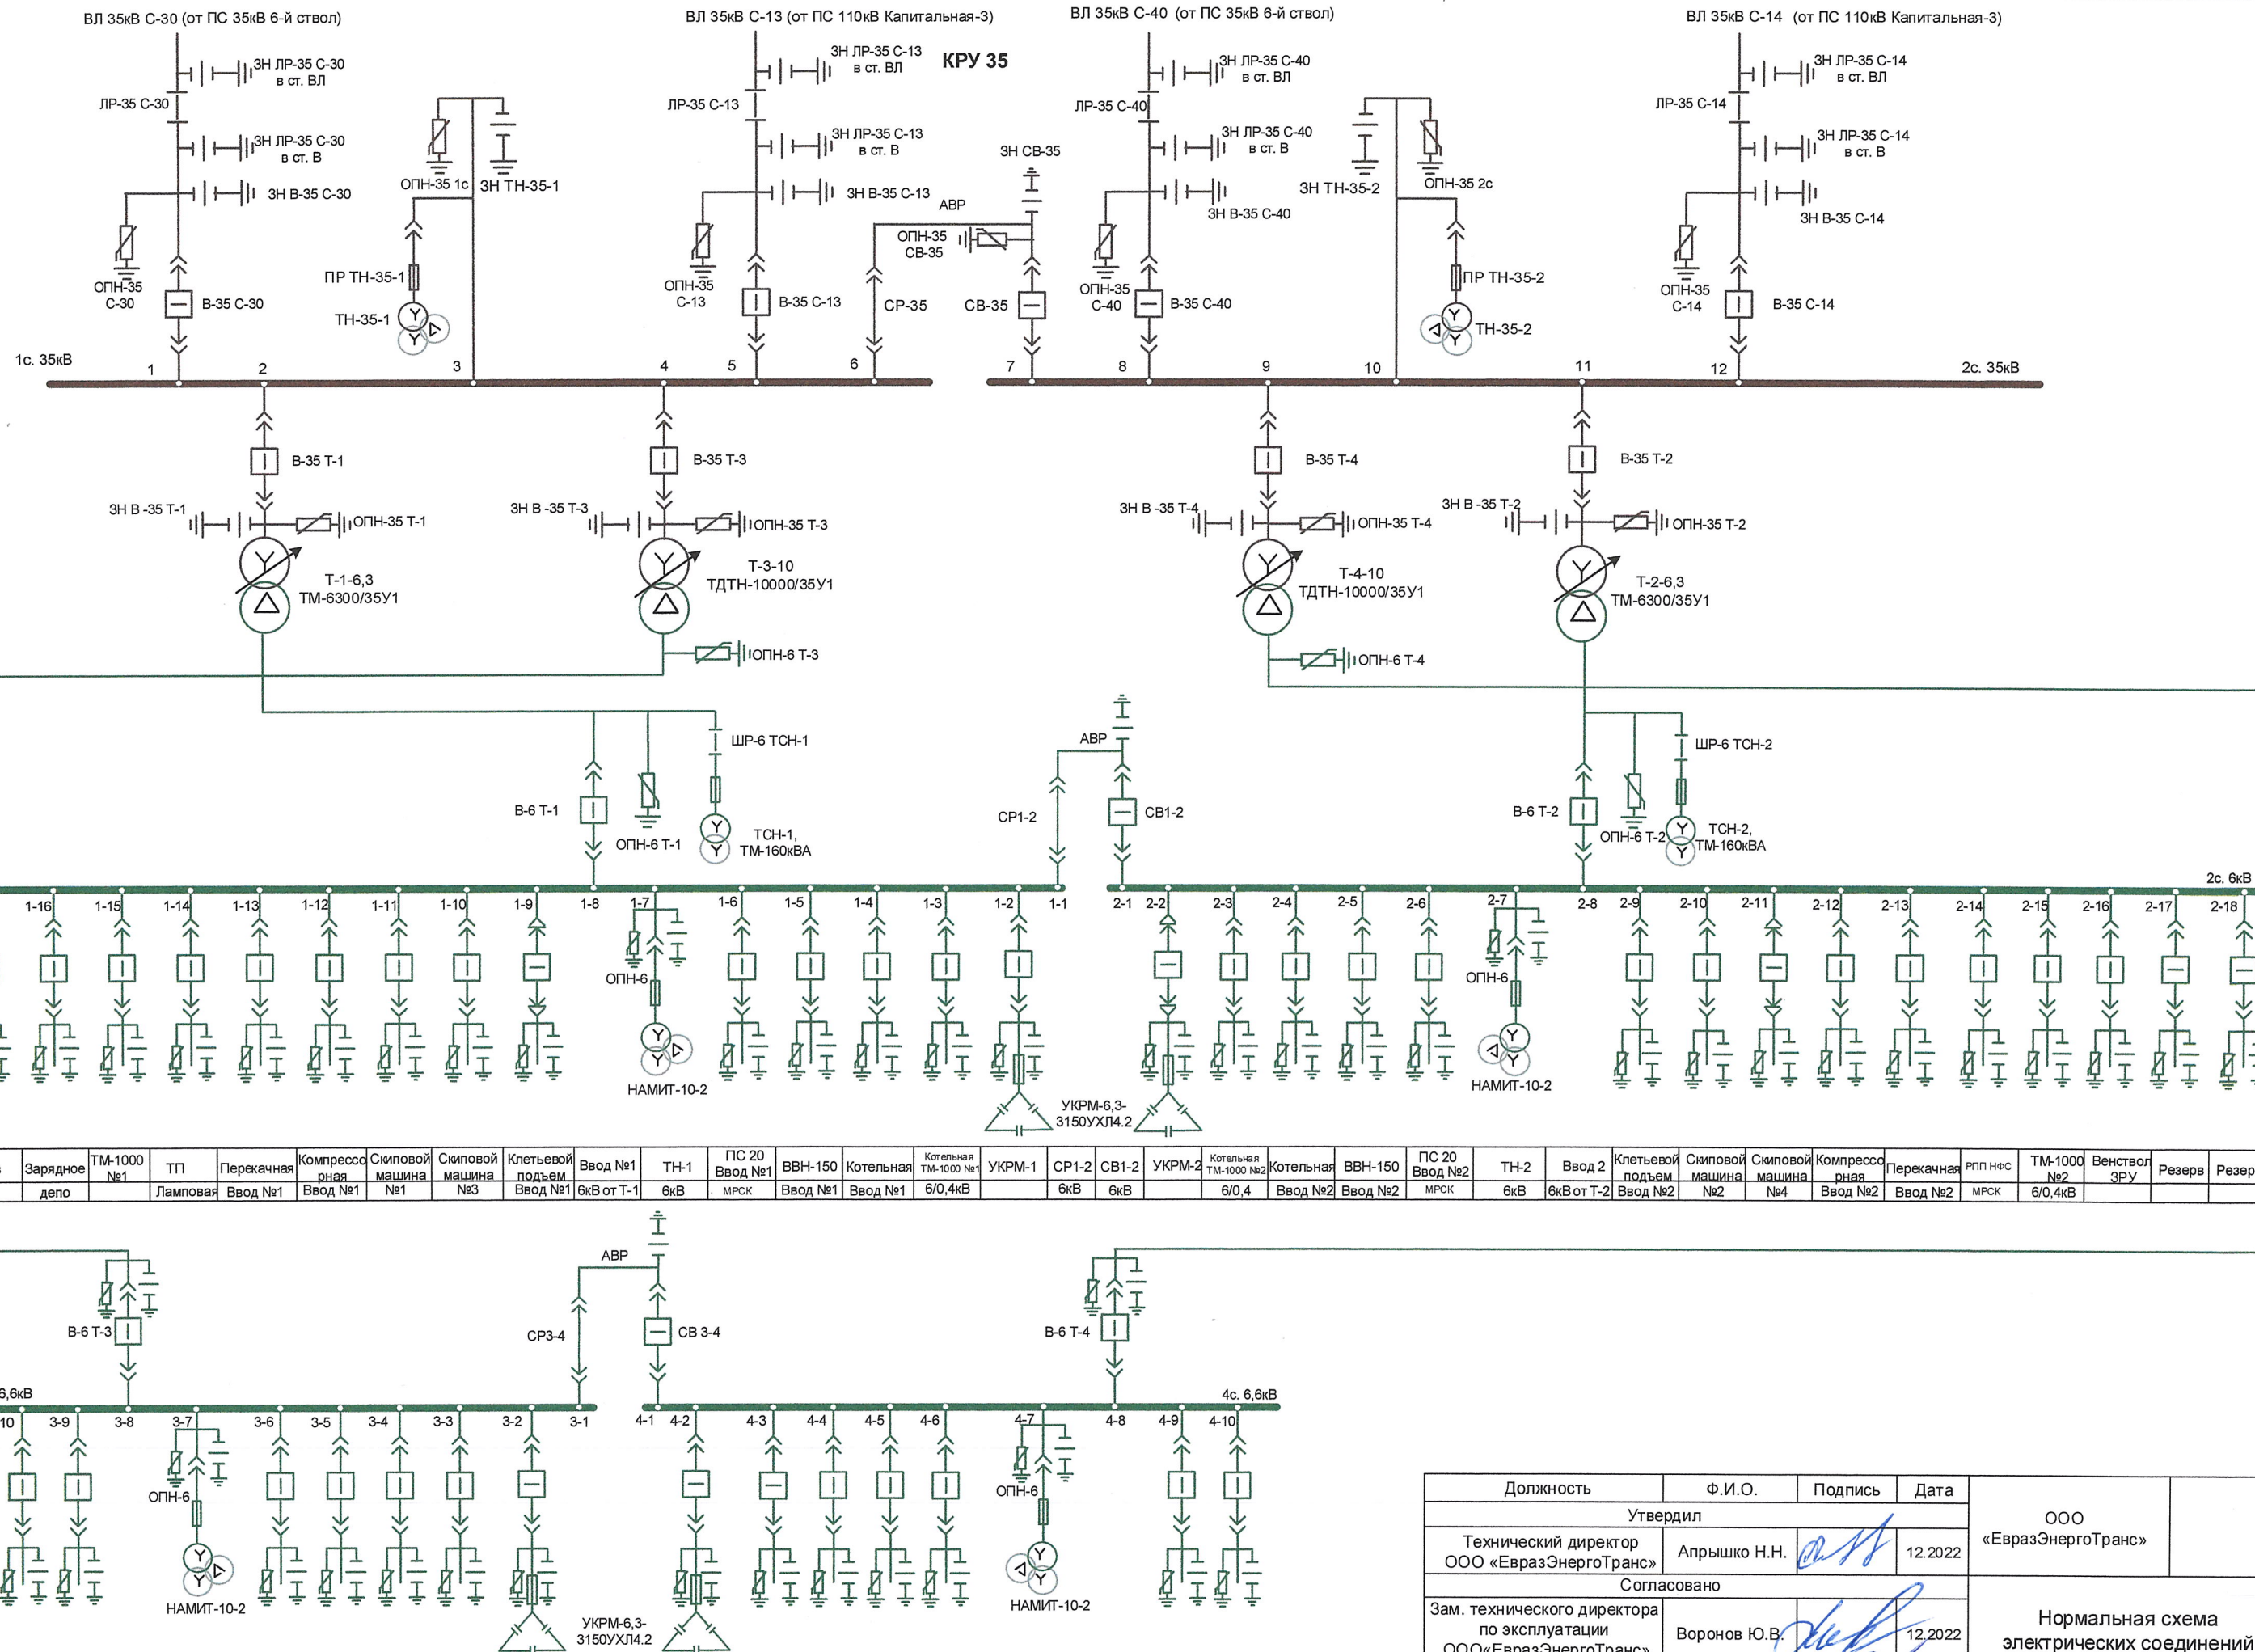 ВЛ 35кВ С-30 (от ПС 35кВ 6-й ствол)
ВЛ 35кВ С-13 (от ПС 110кВ Капитальная-3)
ВЛ 35кВ С-40 (от ПС 35кВ 6-й ствол)
ВЛ 35кВ С-14 (от ПС 110кВ Капитальная-3)
КРУ 35
ЗН ЛР-35 С-30
в ст. ВЛ
ЗН ЛР-35 С-13
в ст. ВЛ
ЗН ЛР-35 С-40
в ст. ВЛ
ЗН ЛР-35 С-14
в ст. ВЛ
ЛР-35 С-30
ЛР-35 С-13
ЛР-35 С-40
ЛР-35 С-14
ЗН ЛР-35 С-30
в ст. В
ЗН ЛР-35 С-13
в ст. В
ЗН ЛР-35 С-40
в ст. В
ЗН ЛР-35 С-14
в ст. В
ЗН СВ-35
ОПН-35 1с
ЗН ТН-35-1
ЗН ТН-35-2
ОПН-35 2с
ЗН В-35 С-30
ЗН В-35 С-13
ЗН В-35 С-40
ЗН В-35 С-14
АВР
ОПН-35
СВ-35
ОПН-35
С-30
В-35 С-30
ПР ТН-35-1
ТН-35-1
ОПН-35
С-13
В-35 С-13
СР-35
СВ-35
ОПН-35
С-40
В-35 С-40
ПР ТН-35-2
ТН-35-2
ОПН-35
С-14
В-35 С-14
1с. 35кВ
1 2 3 4 5 6 7 8 9 10 11 12
2с. 35кВ
В-35 Т-1
В-35 Т-3
В-35 Т-4
В-35 Т-2
ЗН В -35 Т-1
ОПН-35 Т-1
ЗН В -35 Т-3
ОПН-35 Т-3
ЗН В -35 Т-4
ОПН-35 Т-4
ЗН В -35 Т-2
ОПН-35 Т-2
Т-1-6,3
ТМ-6300/35У1
Т-3-10
ТДТН-10000/35У1
Т-4-10
ТДТН-10000/35У1
Т-2-6,3
ТМ-6300/35У1
ОПН-6 Т-3
ОПН-6 Т-4
ШР-6 ТСН-1
АВР
ШР-6 ТСН-2
В-6 Т-1
ОПН-6 Т-1
ТСН-1,
ТМ-160кВА
СР1-2
СВ1-2
В-6 Т-2
ОПН-6 Т-2
ТСН-2,
ТМ-160кВА
2с. 6кВ
1-16 1-15 1-14 1-13 1-12 1-11 1-10 1-9 1-8 1-7 1-6 1-5 1-4 1-3 1-2 1-1 2-1 2-2 2-3 2-4 2-5 2-6 2-7 2-8 2-9 2-10 2-11 2-12 2-13 2-14 2-15 2-16 2-17 2-18
ОПН-6
ОПН-6
НАМИТ-10-2
НАМИТ-10-2
УКРМ-6,3-
3150УХЛ4.2
Зарядное
депо
ТМ-1000
№1
ТП
Ламповая
Перекачная
Ввод №1
Компрессо
рная
Ввод №1
Скиповой
машина
№1
Скиповой
машина
№3
Клетьевой
подъем
Ввод №1
Ввод №1
6кВ от Т-1
ТН-1
6кВ
ПС 20
Ввод №1
МРСК
ВВН-150
Ввод №1
Котельная
Ввод №1
Котельная
ТМ-1000 №1
6/0,4кВ
УКРМ-1
СР1-2
6кВ
СВ1-2
6кВ
УКРМ-2
Котельная
ТМ-1000 №2
6/0,4
Котельная
Ввод №2
ВВН-150
Ввод №2
ПС 20
Ввод №2
МРСК
ТН-2
6кВ
Ввод 2
6кВ от Т-2
Клетьевой
подъем
Ввод №2
Скиповой
машина
№2
Скиповой
машина
№4
Компрессо
рная
Ввод №2
Перекачная
Ввод №2
РПП НФС
МРСК
ТМ-1000
№2
6/0,4кВ
Венствол
ЗРУ
Резерв
Резер
АВР
В-6 Т-3
СР3-4
СВ 3-4
В-6 Т-4
6,6кВ
4с. 6,6кВ
10 3-9 3-8 3-7 3-6 3-5 3-4 3-3 3-2 3-1 4-1 4-2 4-3 4-4 4-5 4-6 4-7 4-8 4-9 4-10
ОПН-6
ОПН-6
НАМИТ-10-2
НАМИТ-10-2
УКРМ-6,3-
3150УХЛ4.2
Должность Ф.И.О. Подпись Дата
Утвердил
Технический директор
ООО «ЕвразЭнергоТранс»
Апрышко Н.Н.
12.2022
Согласовано
Зам. технического директора
по эксплуатации
ООО«ЕвразЭнергоТранс»
Воронов Ю.В.
12.2022
ООО
«ЕвразЭнергоТранс»
Нормальная схема
электрических соединений